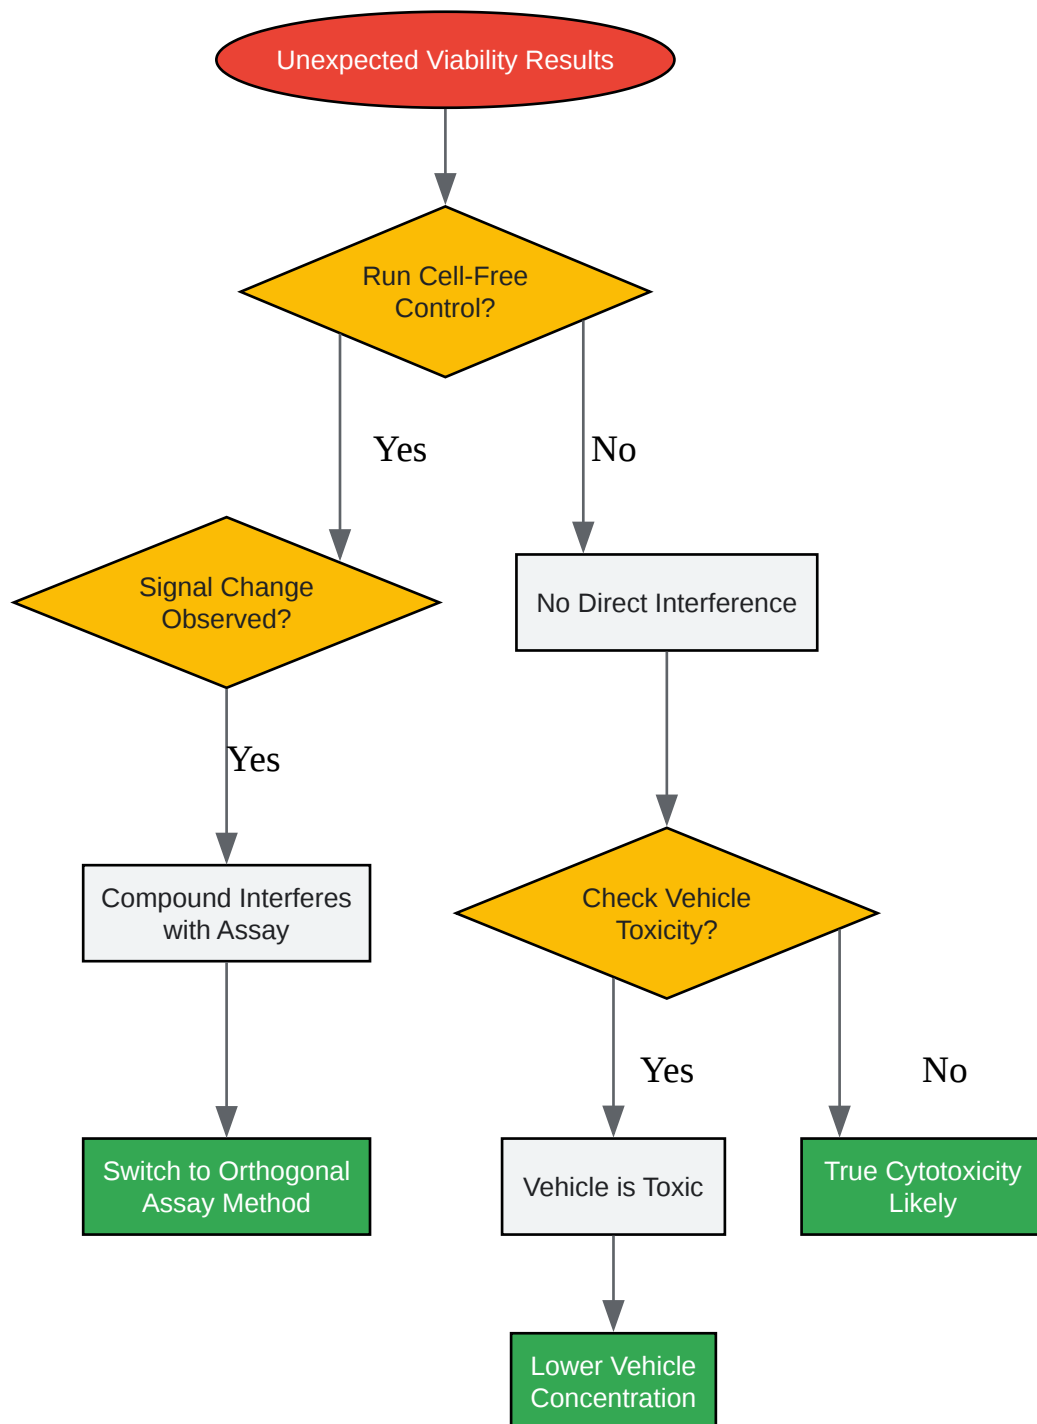 Unexpected Viability Results
Run Cell-Free
Control?
Yes
No
Signal Change
Observed?
No Direct Interference
Yes
Compound Interferes
with Assay
Check Vehicle
Toxicity?
Yes
No
Switch to Orthogonal
Assay Method
Vehicle is Toxic
True Cytotoxicity
Likely
Lower Vehicle
Concentration